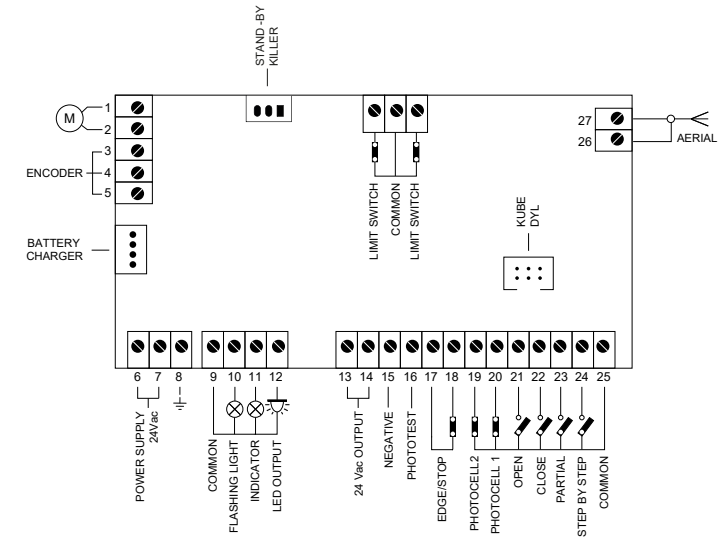 STAND -BY
KILLER
M
1
2
ENCODER
3
4
5
BATTERY
CHARGER
LIMIT SWITCH
COMMON
LIMIT SWITCH
27
26
AERIAL
KUBE
DYL
6
7
8
9
10
11
12
13
14
15
16
17
18
19
20
21
22
23
24
25
POWER SUPPLY
24Vac
COMMON
FLASHING LIGHT
INDICATOR
LED OUTPUT
24 Vac OUTPUT
NEGATIVE
PHOTOTEST
EDGE/STOP
PHOTOCELL2
PHOTOCELL 1
OPEN
CLOSE
PARTIAL
STEP BY STEP
COMMON